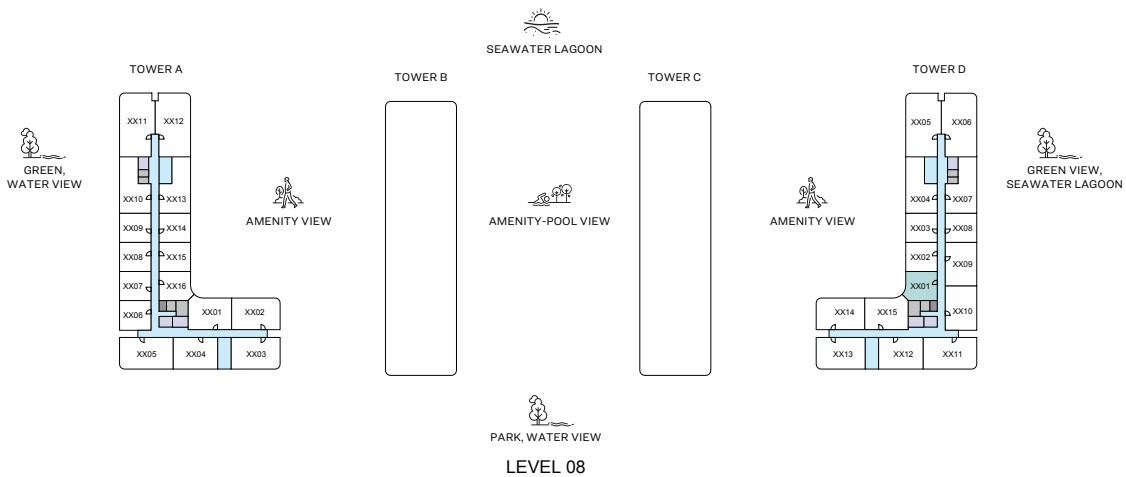 SEAWATER LAGOON
TOWER A
TOWER B
TOWER C
TOWER D
XX11
XX12
XX10
XX13
XX09
XX14
XX08
XX15
XX07
XX16
XX06
XX01
XX02
XX05
XX04
XX03
XX05
XX06
XX04
XX07
XX03
XX08
XX02
XX09
XX01
XX14
XX15
XX10
XX13
XX12
XX11
GREEN,
WATER VIEW
AMENITY VIEW
AMENITY-POOL VIEW
AMENITY VIEW
GREEN VIEW,
SEAWATER LAGOON
PARK, WATER VIEW
LEVEL 08